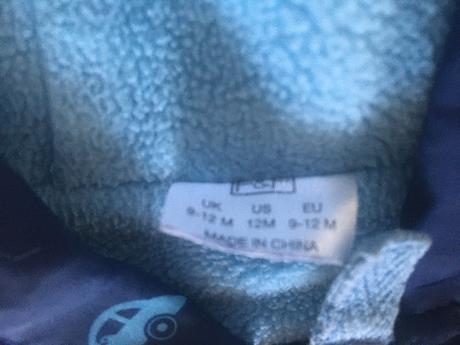 UK US EU
9-12 M 12M 9-12 M
MADE IN CHINA